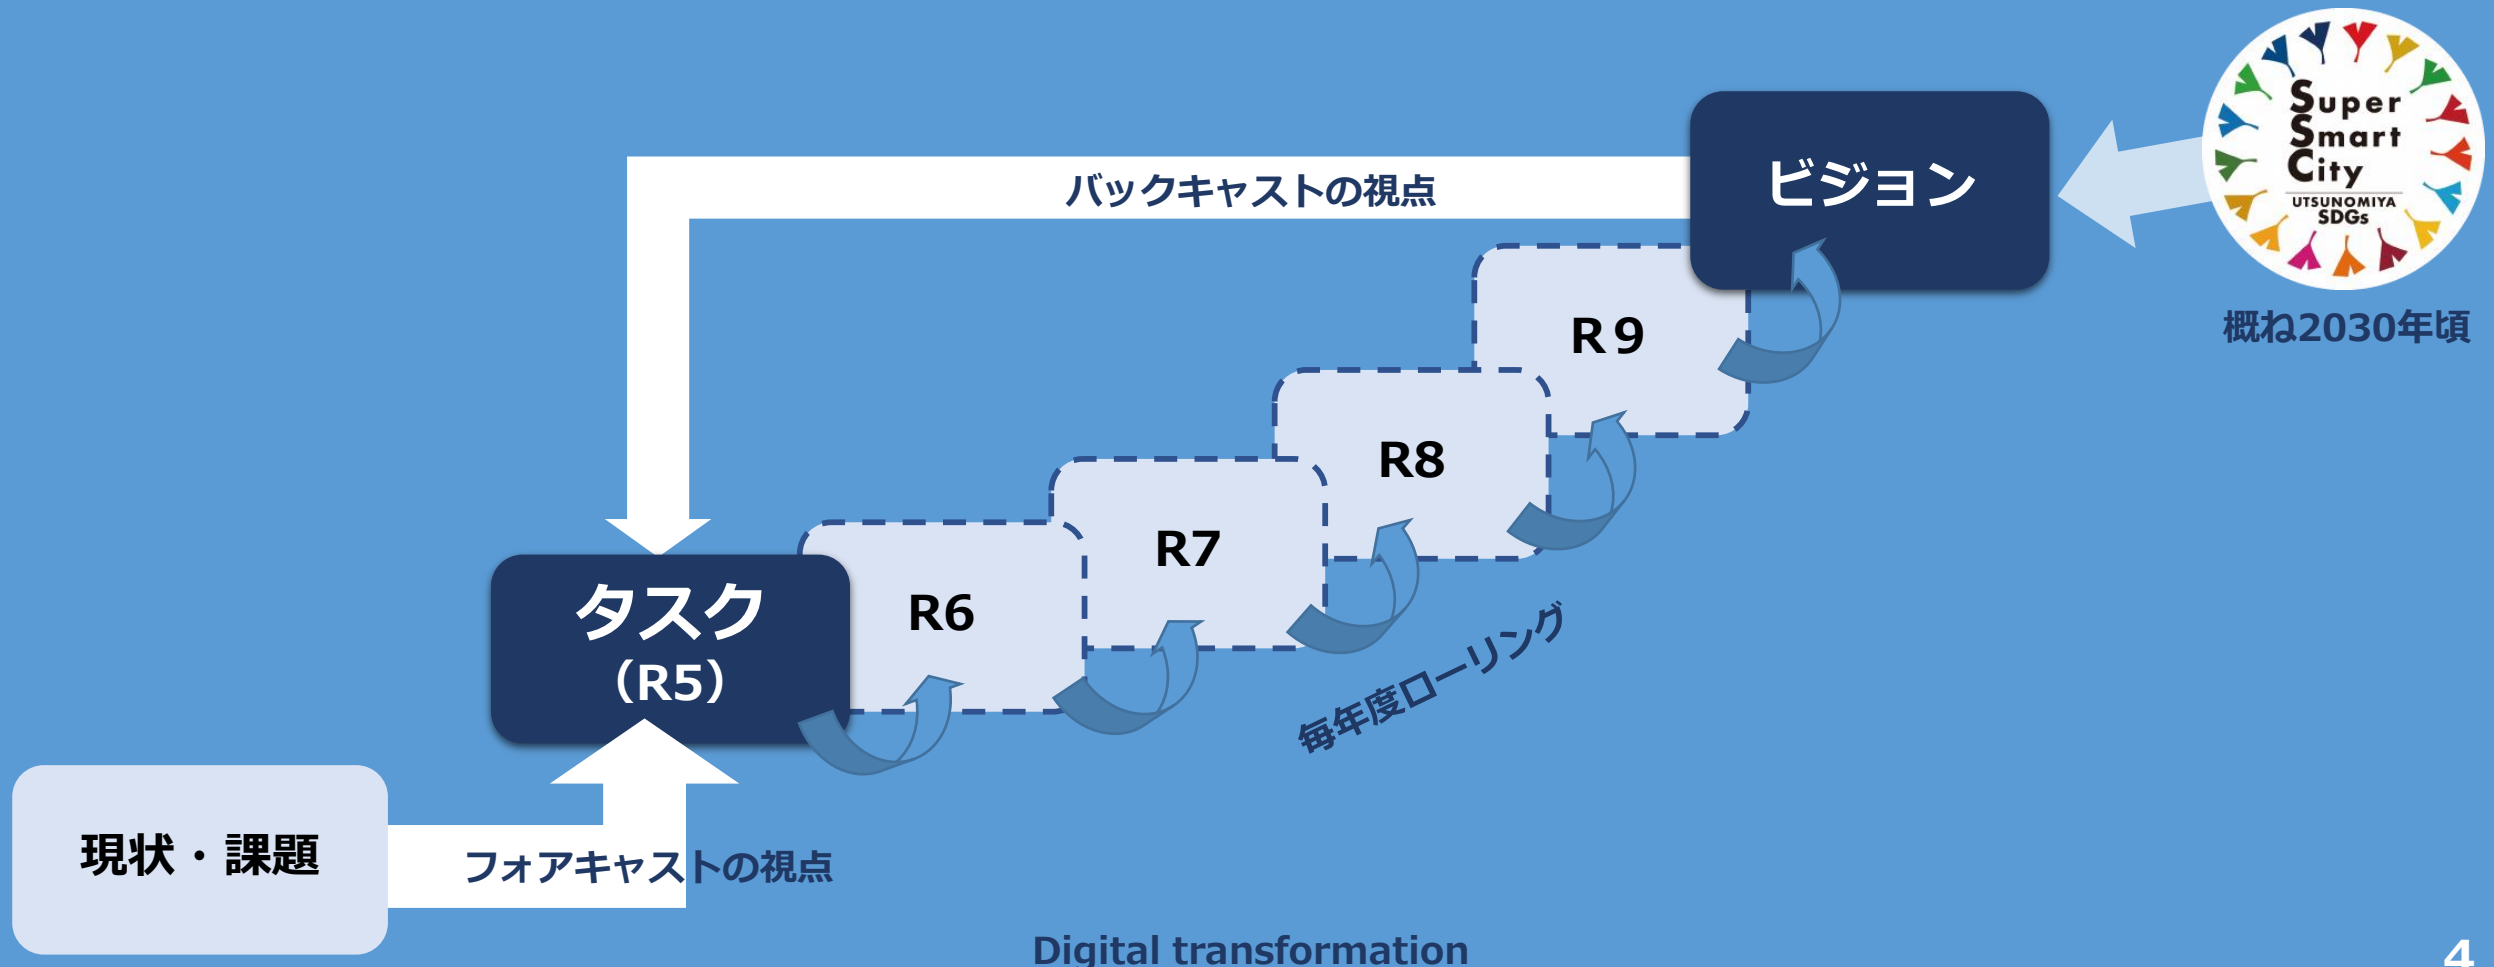 Super
Smart
City
UTSUNOMIYA
SDGs
概ね2030年頃
ビジョン
バックキャストの視点
R９
R8
R7
R6
タスク
（R5）
毎年度ローリング
現状・課題
フォアキャストの視点
Digital transformation
4